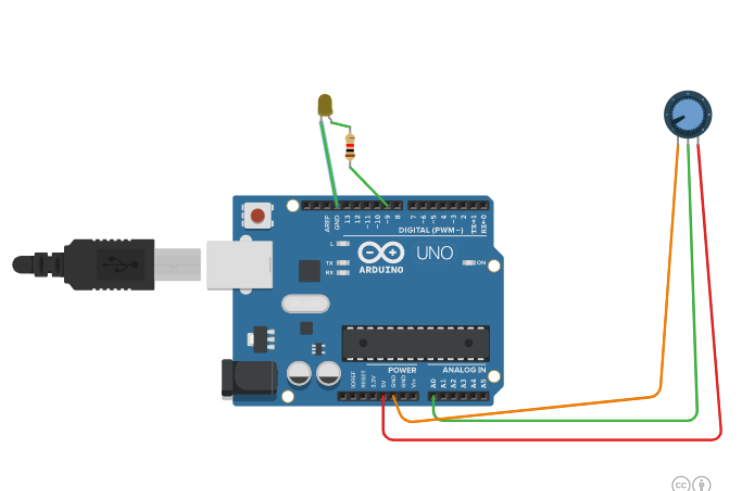 AREF
GND
13
12
~11
~10
~9
8
7
~6
~5
4
~3
2
TX→1
RX←0
DIGITAL (PWM~)
L
TX
RX
ARDUINO
UNO
ON
POWER
ANALOG IN
IOREF
RESET
3.3V
5V
GND
GND
Vin
A0
A1
A2
A3
A4
A5
cc